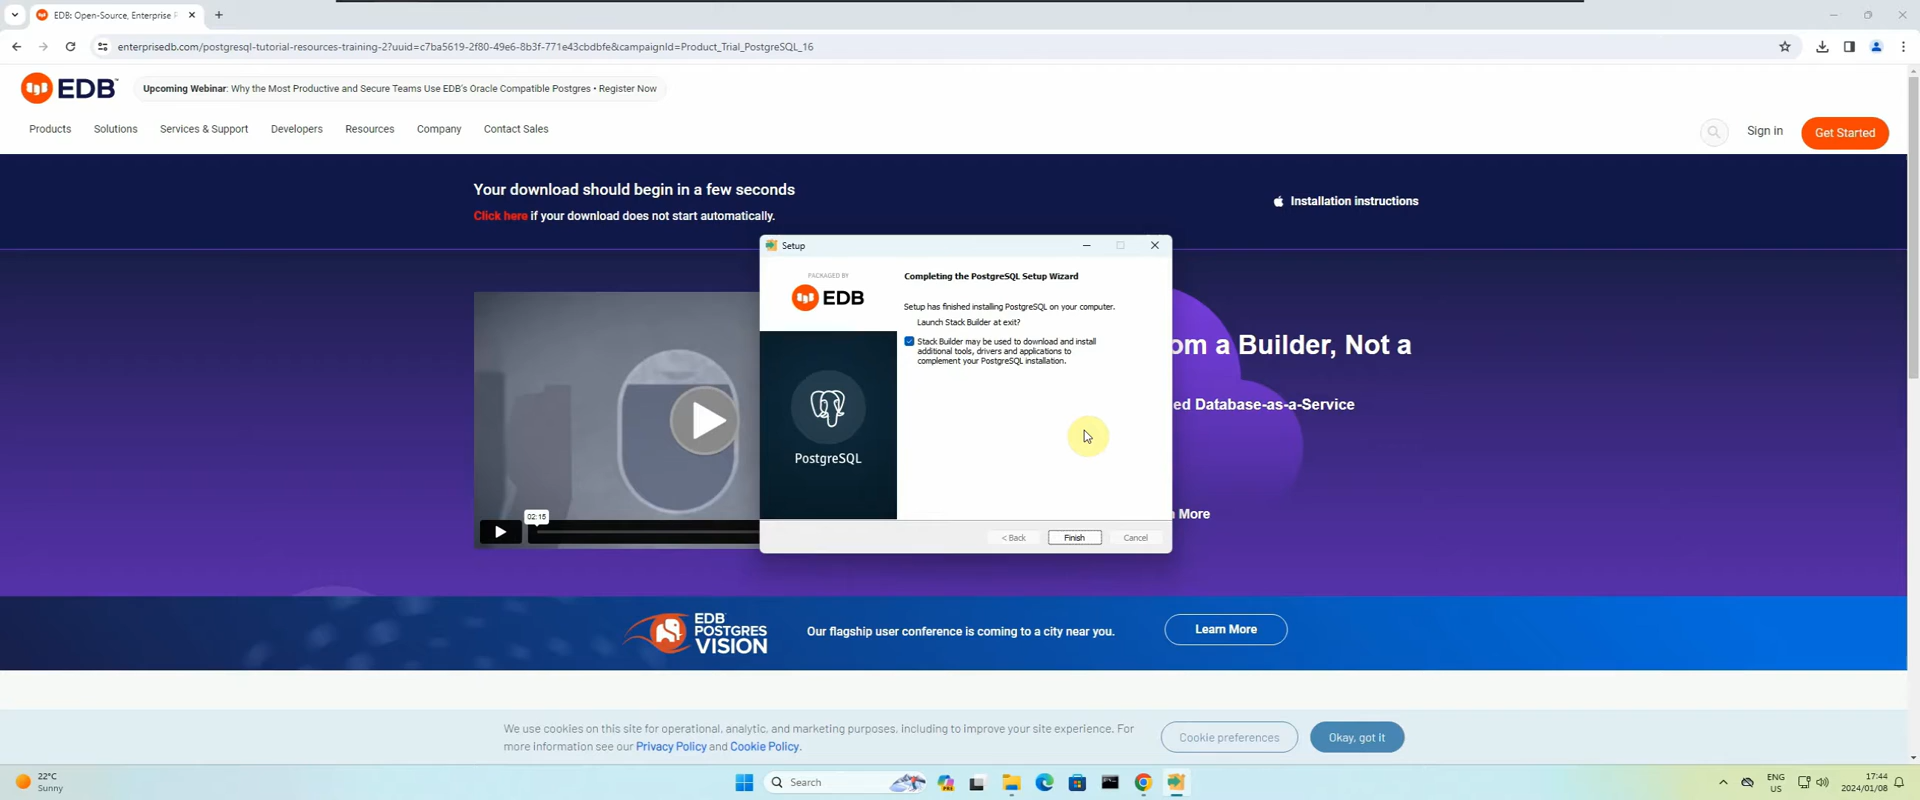 EDB: Open-Source, Enterprise P
enterprisedb.com/postgresql-tutorial-resources-training-2?uuid=c7ba5619-2f80-49e6-8b3f-771e43cbdbfe&campaignId=Product_Trial_PostgreSQL_16
EDB™
Upcoming Webinar: Why the Most Productive and Secure Teams Use EDB's Oracle Compatible Postgres • Register Now
Products Solutions Services & Support Developers Resources Company Contact Sales
Sign in
Get Started
Your download should begin in a few seconds
Click here if your download does not start automatically.
Installation instructions
Setup
PACKAGED BY
EDB
PostgreSQL
Completing the PostgreSQL Setup Wizard
Setup has finished installing PostgreSQL on your computer.
Launch Stack Builder at exit?
Stack Builder may be used to download and install
additional tools, drivers and applications to
complement your PostgreSQL installation.
< Back Finish Cancel
om a Builder, Not a
ed Database-as-a-Service
More
02:15
EDB
POSTGRES
VISION
Our flagship user conference is coming to a city near you.
Learn More
We use cookies on this site for operational, analytic, and marketing purposes, including to improve your site experience. For
more information see our Privacy Policy and Cookie Policy.
Cookie preferences
Okay, got it
22°C
Sunny
Search
PRE
ENG
US
17:44
2024/01/08